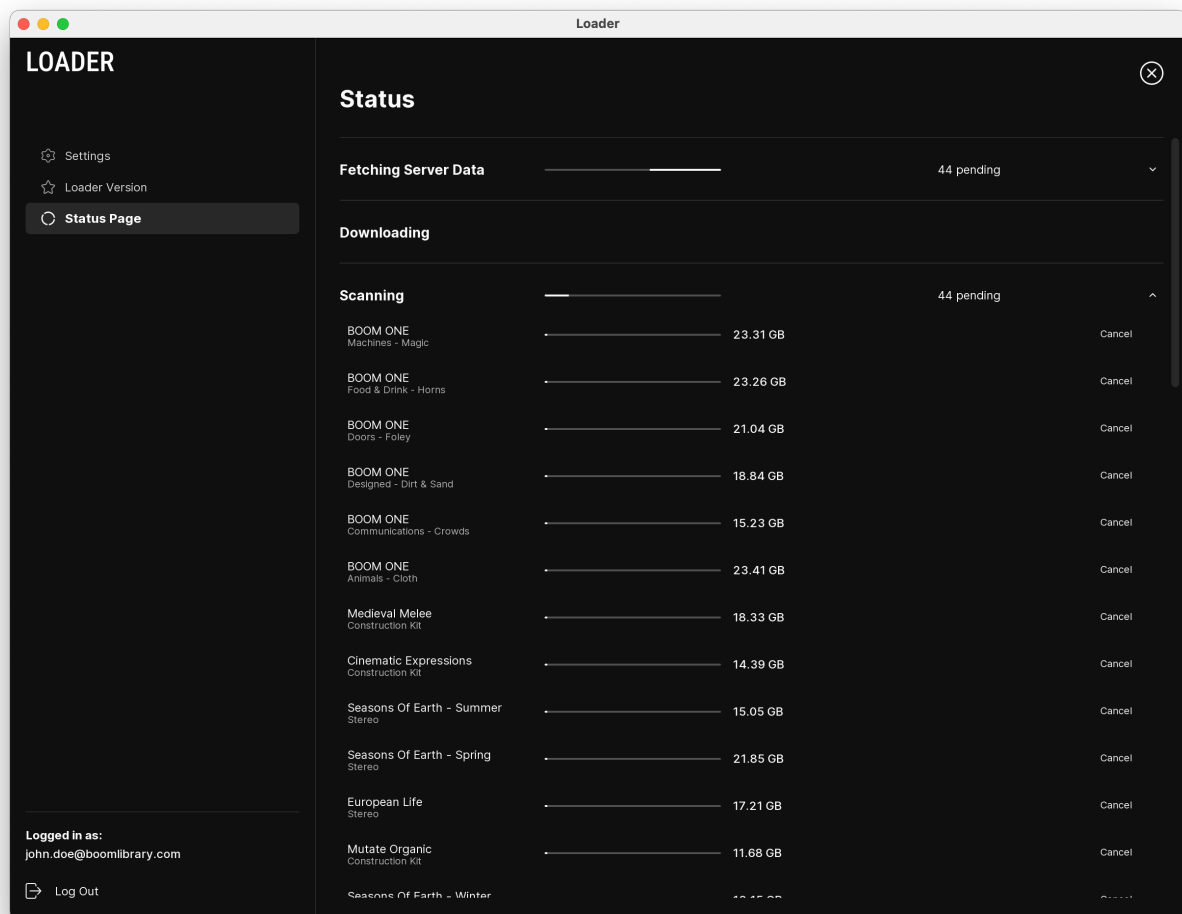 Loader
LOADER
Settings
Loader Version
Status Page
Logged in as:
john.doe@boomlibrary.com
Log Out
Status
Fetching Server Data 44 pending
Downloading
Scanning 44 pending
BOOM ONE
Machines - Magic
23.31 GB Cancel
BOOM ONE
Food & Drink - Horns
23.26 GB Cancel
BOOM ONE
Doors - Foley
21.04 GB Cancel
BOOM ONE
Designed - Dirt & Sand
18.84 GB Cancel
BOOM ONE
Communications - Crowds
15.23 GB Cancel
BOOM ONE
Animals - Cloth
23.41 GB Cancel
Medieval Melee
Construction Kit
18.33 GB Cancel
Cinematic Expressions
Construction Kit
14.39 GB Cancel
Seasons Of Earth - Summer
Stereo
15.05 GB Cancel
Seasons Of Earth - Spring
Stereo
21.85 GB Cancel
European Life
Stereo
17.21 GB Cancel
Mutate Organic
Construction Kit
11.68 GB Cancel
Seasons Of Earth - Winter